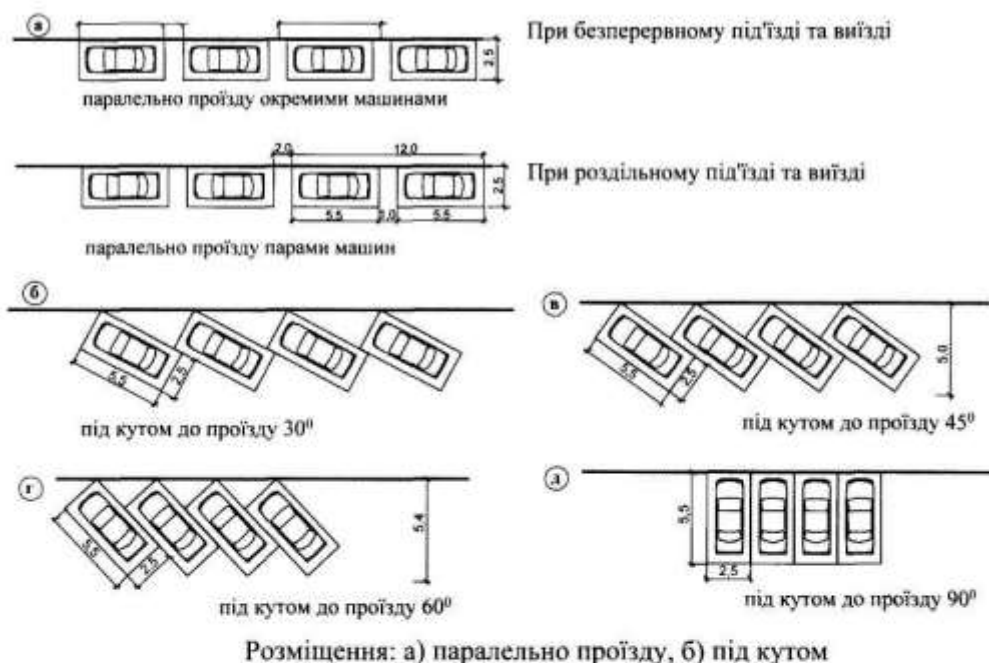 а
При безперервному під'їзді та виїзді
2,5
паралельно проїзду окремими машинами
2,0
12,0
При роздільному під'їзді та виїзді
2,5
5,5
1,0
5,5
паралельно проїзду парами машин
б
5,5
2,5
під кутом до проїзду 30⁰
в
5,5
2,5
5,0
під кутом до проїзду 45⁰
г
5,5
2,5
5,4
під кутом до проїзду 60⁰
д
5,5
2,5
під кутом до проїзду 90⁰
Розміщення: а) паралельно проїзду, б) під кутом